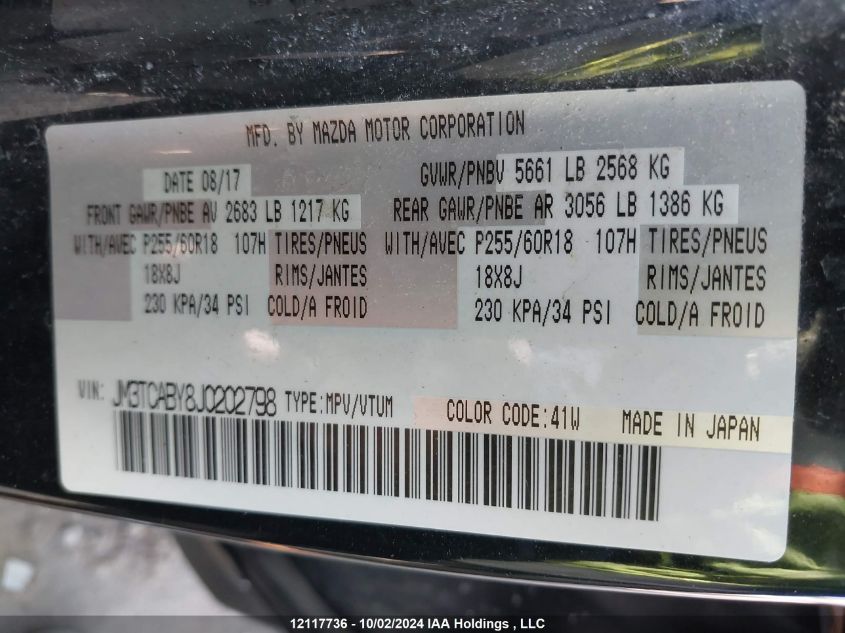 MFD. BY MAZDA MOTOR CORPORATION
DATE 08/17 GVWR/PNBV 5661 LB 2568 KG
FRONT GAWR/PNBE AV 2683 LB 1217 KG REAR GAWR/PNBE AR 3056 LB 1386 KG
WITH/AVEC P255/60R18 107H TIRES/PNEUS WITH/AVEC P255/60R18 107H TIRES/PNEUS
18X8J RIMS/JANTES 18X8J RIMS/JANTES
230 KPA/34 PSI COLD/A FROID 230 KPA/34 PSI COLD/A FROID
VIN: JM3TCABY8J0202798 TYPE:MPV/VTUM COLOR CODE:41W MADE IN JAPAN
12117736 - 10/02/2024 IAA Holdings , LLC